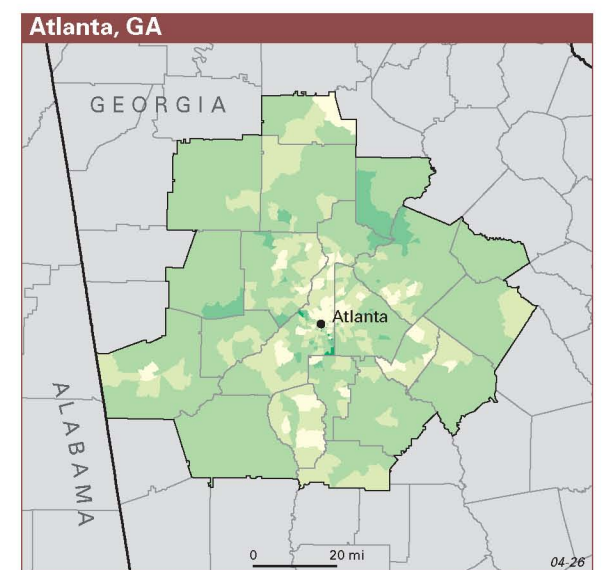 Atlanta, GA
GEORGIA
Atlanta
ALABAMA
0 20 mi
04-26